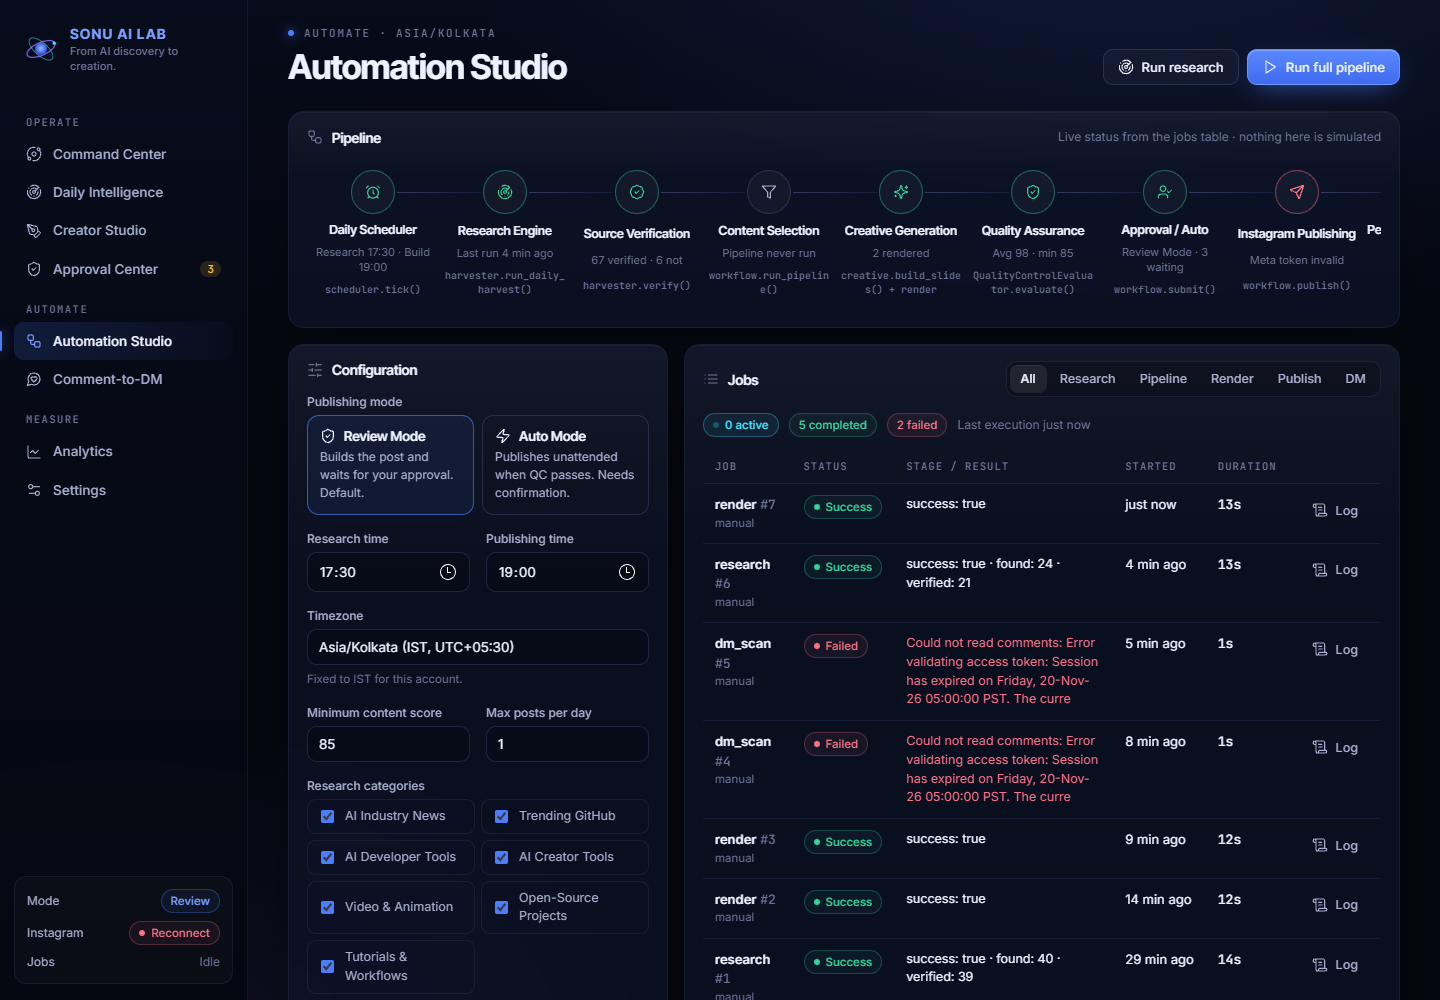 SONU AI LAB
From AI discovery to
creation.
OPERATE
Command Center
Daily Intelligence
Creator Studio
Approval Center 3
AUTOMATE
Automation Studio
Comment-to-DM
MEASURE
Analytics
Settings
Mode Review
Instagram Reconnect
Jobs Idle
AUTOMATE · ASIA/KOLKATA
Automation Studio
Run research
Run full pipeline
Pipeline
Live status from the jobs table · nothing here is simulated
Daily Scheduler
Research 17:30 · Build
19:00
scheduler.tick()
Research Engine
Last run 4 min ago
harvester.run_daily_
harvest()
Source Verification
67 verified · 6 not
harvester.verify()
Content Selection
Pipeline never run
workflow.run_pipelin
e()
Creative Generation
2 rendered
creative.build_slide
s() + render
Quality Assurance
Avg 98 · min 85
QualityControlEvalua
tor.evaluate()
Approval / Auto
Review Mode · 3
waiting
workflow.submit()
Instagram Publishing
Meta token invalid
workflow.publish()
Pe
Configuration
Publishing mode
Review Mode
Builds the post and
waits for your approval.
Default.
Auto Mode
Publishes unattended
when QC passes. Needs
confirmation.
Research time
17:30
Publishing time
19:00
Timezone
Asia/Kolkata (IST, UTC+05:30)
Fixed to IST for this account.
Minimum content score
85
Max posts per day
1
Research categories
AI Industry News
Trending GitHub
AI Developer Tools
AI Creator Tools
Video & Animation
Open-Source
Projects
Tutorials &
Workflows
Jobs
All Research Pipeline Render Publish DM
0 active 5 completed 2 failed Last execution just now
JOB STATUS STAGE / RESULT STARTED DURATION
render #7 Success success: true just now 13s Log
manual
research Success success: true · found: 24 · 4 min ago 13s Log
#6 verified: 21
manual
dm_scan Failed Could not read comments: Error 5 min ago 1s Log
#5 validating access token: Session
manual has expired on Friday, 20-Nov-
26 05:00:00 PST. The curre
dm_scan Failed Could not read comments: Error 8 min ago 1s Log
#4 validating access token: Session
manual has expired on Friday, 20-Nov-
26 05:00:00 PST. The curre
render #3 Success success: true 9 min ago 12s Log
manual
render #2 Success success: true 14 min ago 12s Log
manual
research Success success: true · found: 40 · 29 min ago 14s Log
#1 verified: 39
manual